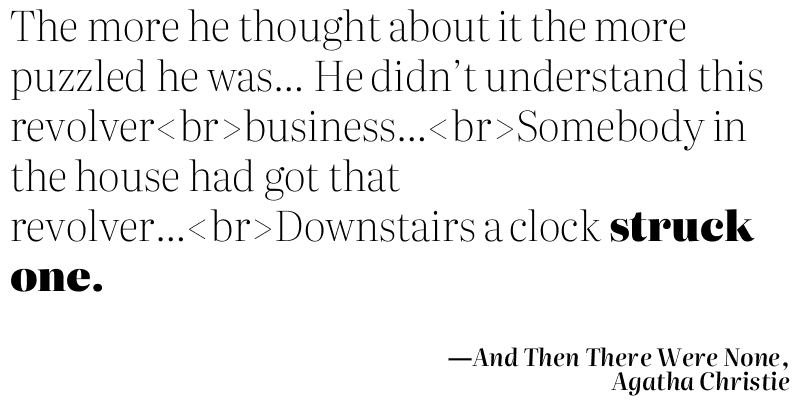 The more he thought about it the more
puzzled he was... He didn't understand this
revolver<br>business...<br>Somebody in
the house had got that
revolver...<br>Downstairs a clock struck
one.
—And Then There Were None,
Agatha Christie